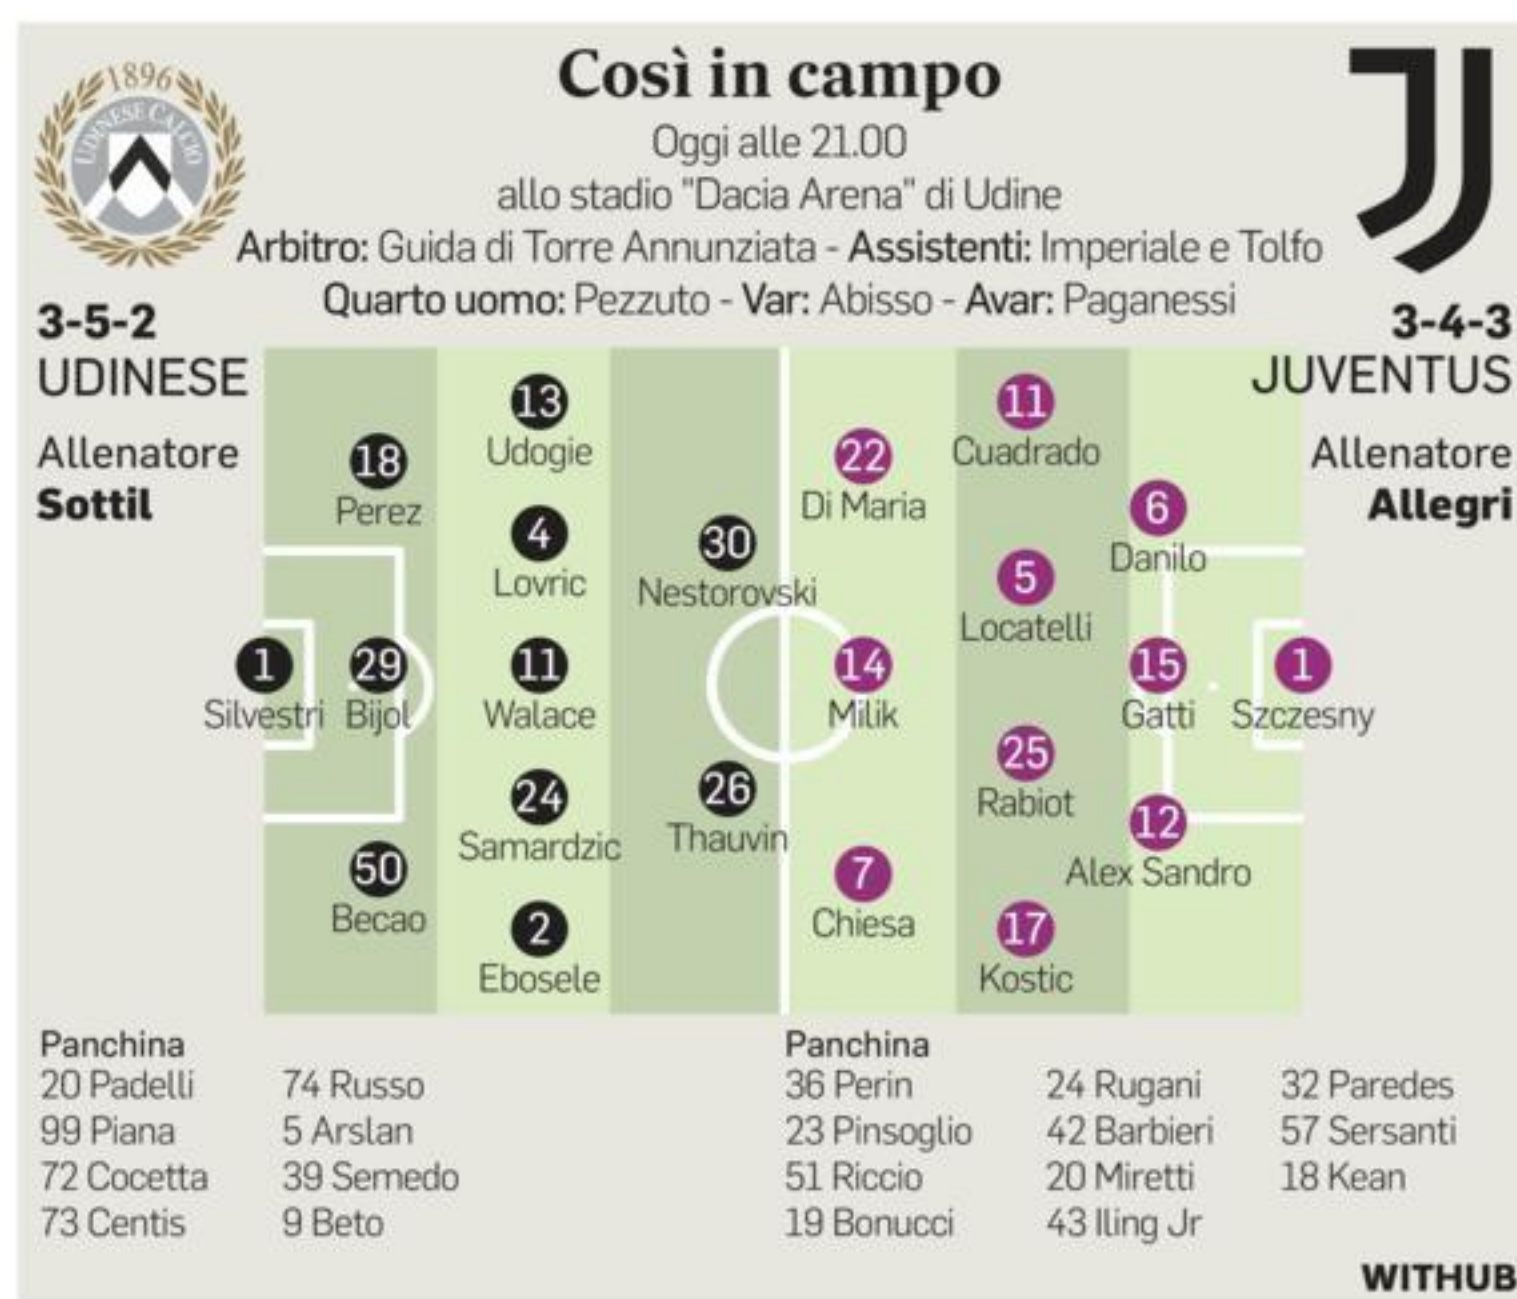 1896
UDINESE CALCIO
Così in campo
Oggi alle 21.00
allo stadio "Dacia Arena" di Udine
Arbitro: Guida di Torre Annunziata - Assistenti: Imperiale e Tolfo
Quarto uomo: Pezzuto - Var: Abisso - Avar: Paganessi
3-5-2
UDINESE
Allenatore
Sottil
3-4-3
JUVENTUS
Allenatore
Allegri
1
Silvestri
18
Perez
29
Bijol
50
Becao
13
Udogie
4
Lovric
11
Walace
24
Samardzic
2
Ebosele
30
Nestorovski
26
Thauvin
22
Di Maria
14
Milik
7
Chiesa
11
Cuadrado
5
Locatelli
25
Rabiot
17
Kostic
6
Danilo
15
Gatti
12
Alex Sandro
1
Szczesny
Panchina
20 Padelli
99 Piana
72 Cocetta
73 Centis
74 Russo
5 Arslan
39 Semedo
9 Beto
Panchina
36 Perin
23 Pinsoglio
51 Riccio
19 Bonucci
24 Rugani
42 Barbieri
20 Miretti
43 Iling Jr
32 Paredes
57 Sersanti
18 Kean
WITHUB